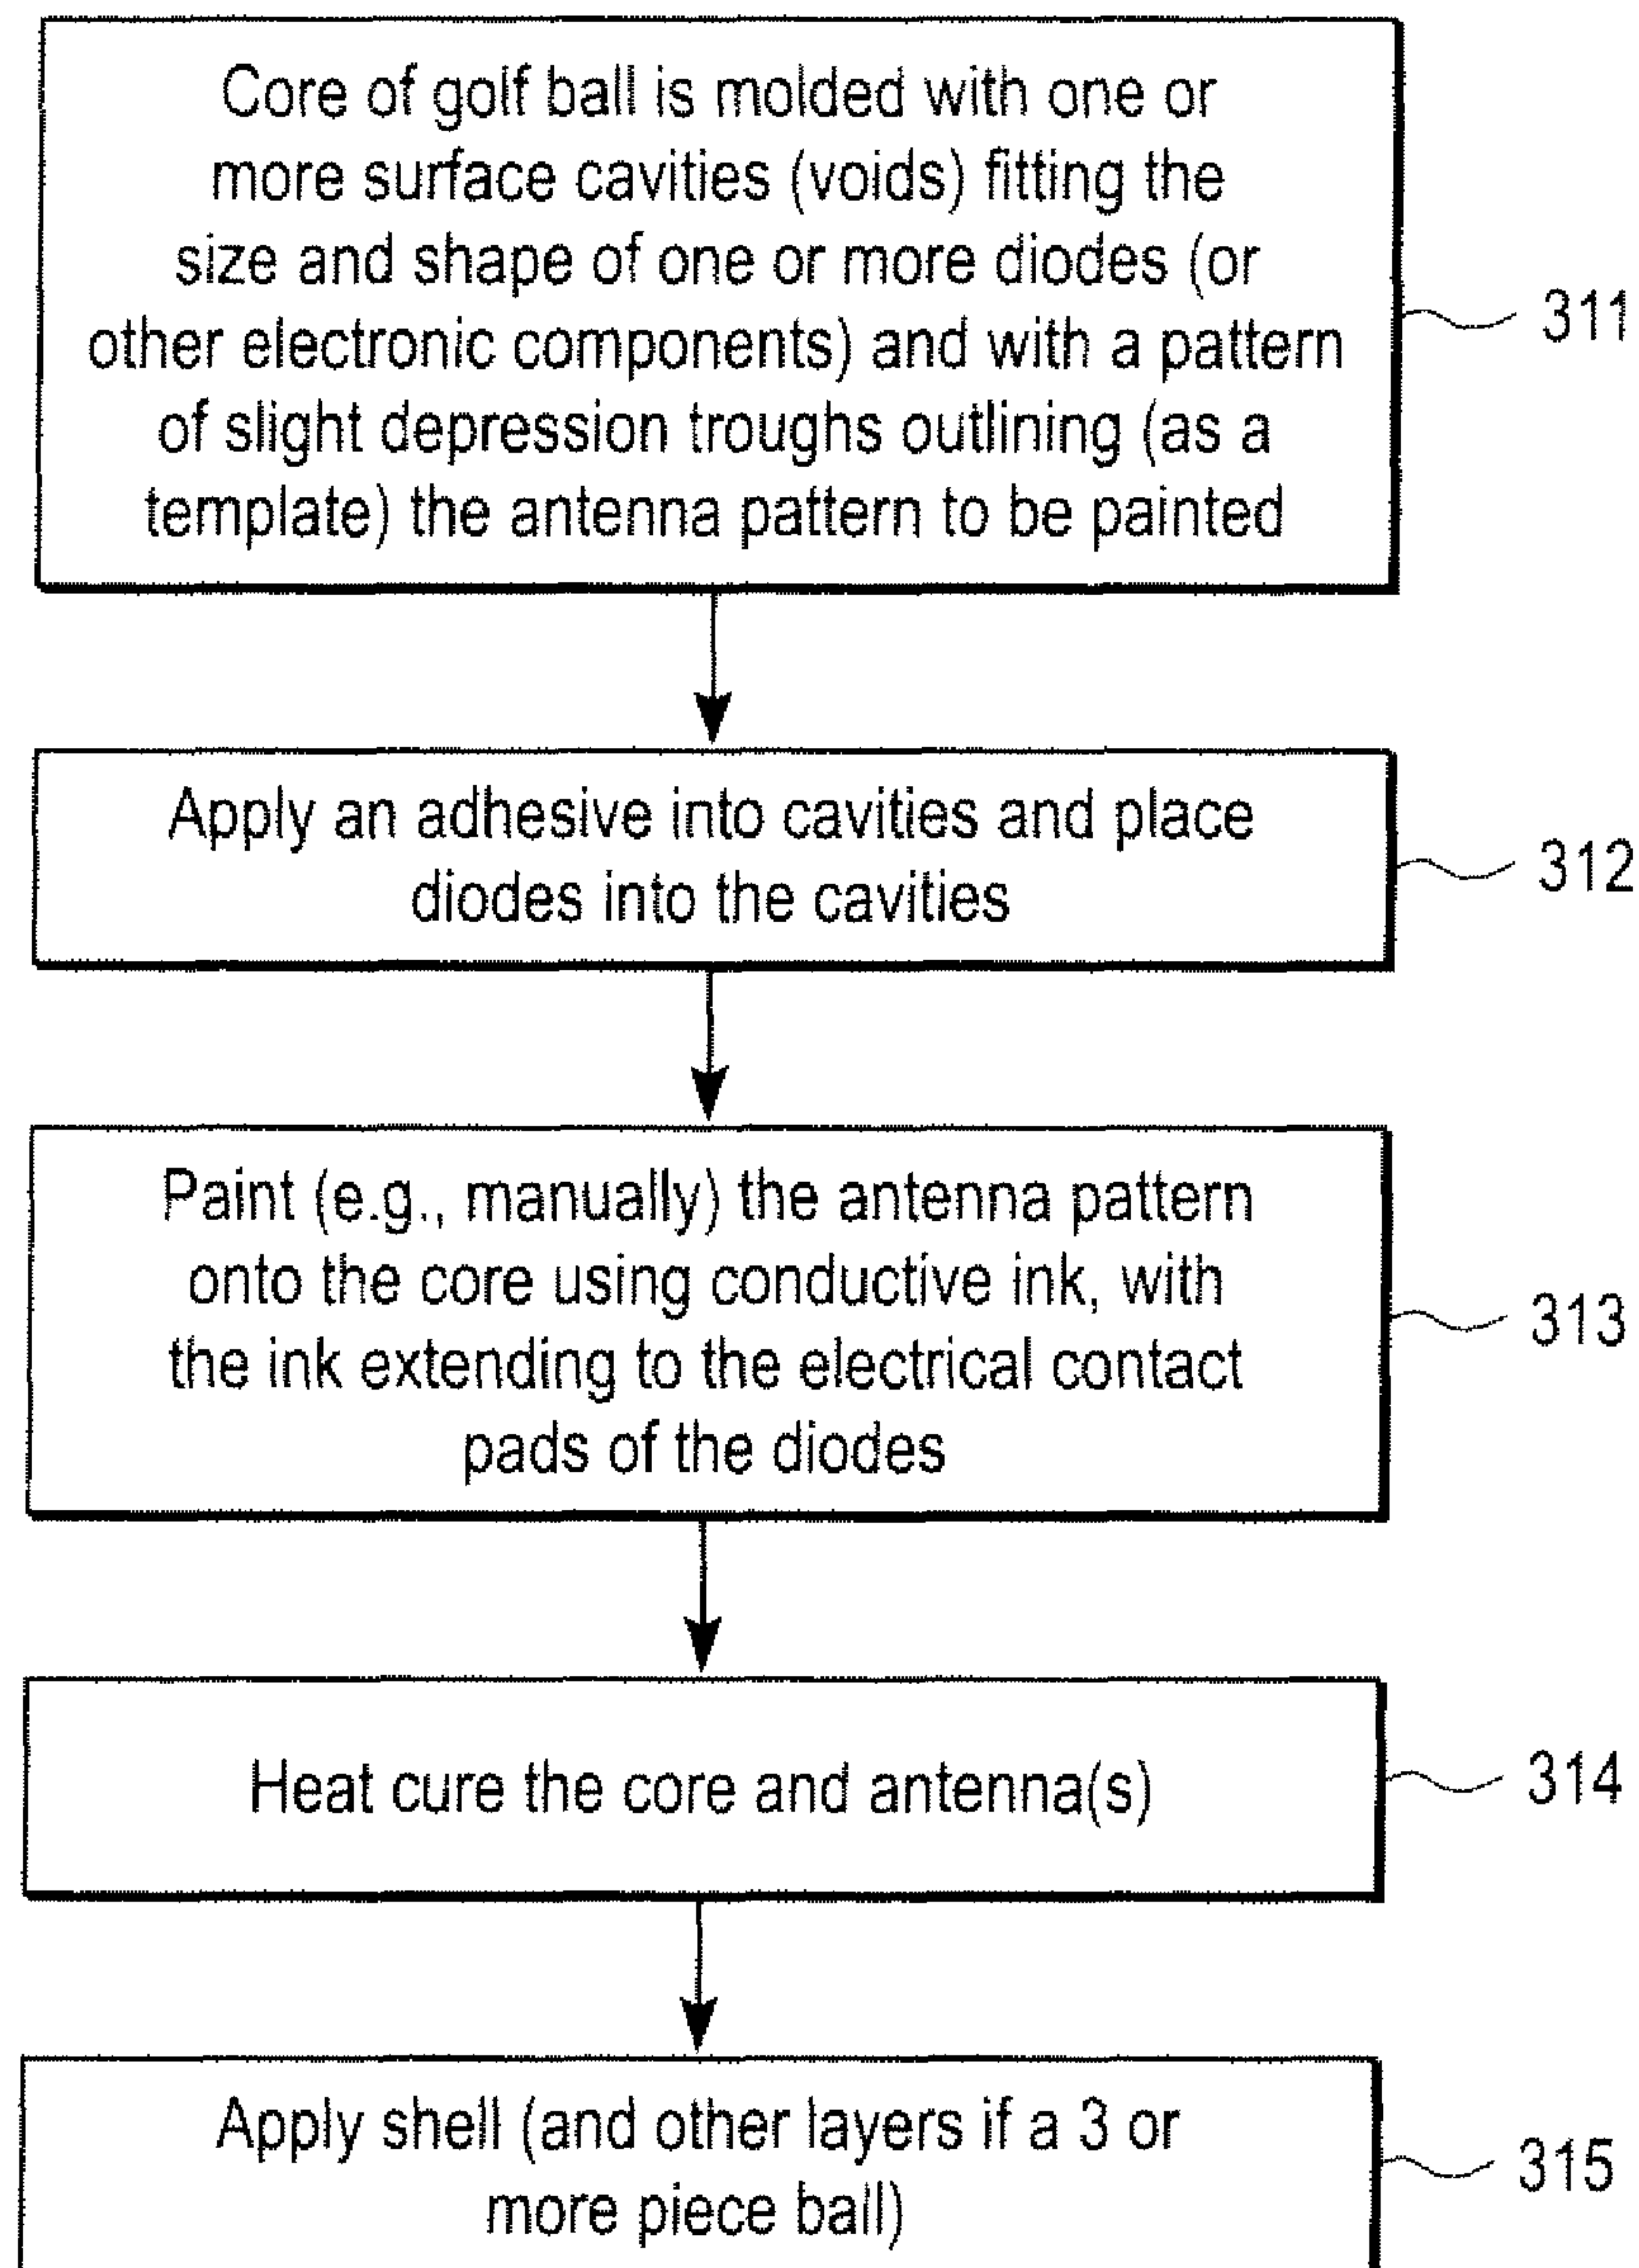 Core of golf ball is molded with one or
more surface cavities (voids) fitting the
size and shape of one or more diodes (or
other electronic components) and with a pattern
of slight depression troughs outlining (as a
template) the antenna pattern to be painted
311
Apply an adhesive into cavities and place
diodes into the cavities
312
Paint (e.g., manually) the antenna pattern
onto the core using conductive ink, with
the ink extending to the electrical contact
pads of the diodes
313
Heat cure the core and antenna(s)
314
Apply shell (and other layers if a 3 or
more piece ball)
315